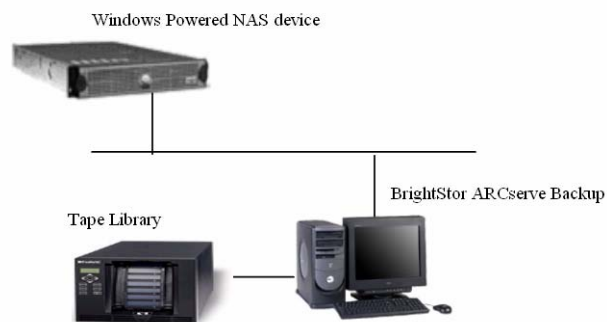 Windows Powered NAS device
BrightStor ARCserve Backup
Tape Library